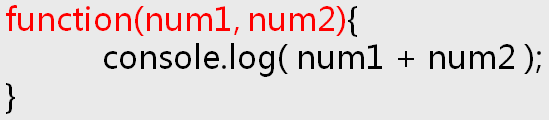 function(num1, num2){
console.log( num1 + num2 );
}